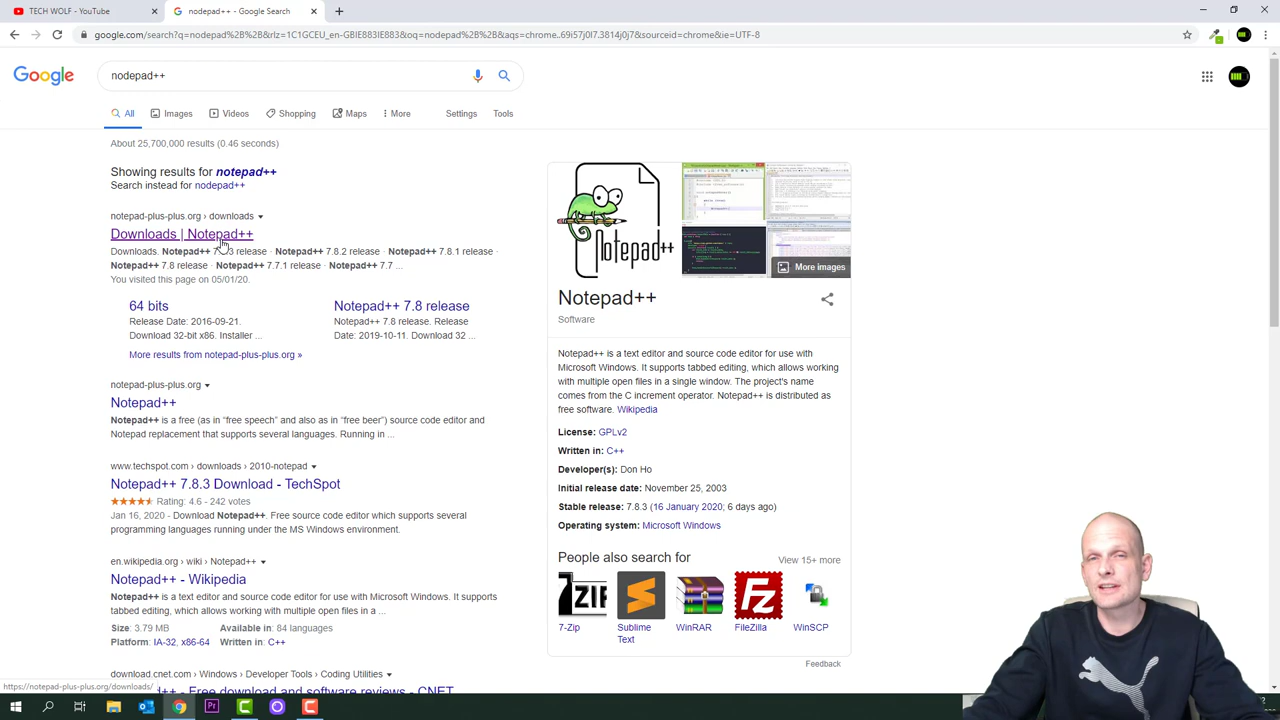 TECH WOLF - YouTube
notepad++ - Google Search
google.com/search?q=nodepad%2B%2B&rlz=1C1GCEU_en-GBIE883IE883&oq=nodepad%2B%2B&aqs=chrome..69i57j0l7.3814j0j7&sourceid=chrome&ie=UTF-8
Google
nodepad++
All
Images
Videos
Shopping
Maps
More
Settings
Tools
About 25,700,000 results (0.46 seconds)
results for notepad++
Search instead for nodepad++
notepad-plus-plus.org › downloads
Downloads | Notepad++
Downloads. Notepad++ release · Notepad++ 7.8.2 release · Notepad++ 7.8.1 release ·
Notepad++ 7.8 release · Notepad++ release · Notepad++ 7.7 ...
this page on 05/01/20.
64 bits
Release Date: 2016-09-21.
Download 32-bit x86. Installer ...
Notepad++ 7.8 release
Notepad++ 7.8 release. Release
Date: 2019-10-11. Download 32 ...
More results from notepad-plus-plus.org »
notepad-plus-plus.org
Notepad++
Notepad++ is a free (as in “free speech” and also as in “free beer”) source code editor and
Notepad replacement that supports several languages. Running in ...
www.techspot.com › downloads › 2010-notepad
Notepad++ 7.8.3 Download - TechSpot
Rating: 4.6 - 242 votes
Jan 16, 2020 - Download Notepad++. Free source code editor which supports several
programming languages running under the MS Windows environment.
en.wikipedia.org › wiki › Notepad++
Notepad++ - Wikipedia
Notepad++ is a text editor and source code editor for use with Microsoft Windows. It supports
tabbed editing, which allows working with multiple open files in a ...
Size: 3.79 MB Available in: 84 languages
Platform: IA-32, x86-64 Written in: C++
download.cnet.com › Windows › Developer Tools › Coding Utilities
- Free download and software reviews - CNET
https://notepad-plus-plus.org/downloads/
Notepad++
More images
Notepad++
Software
Notepad++ is a text editor and source code editor for use with
Microsoft Windows. It supports tabbed editing, which allows working
with multiple open files in a single window. The project's name
comes from the C increment operator. Notepad++ is distributed as
free software. Wikipedia
License: GPLv2
Written in: C++
Developer(s): Don Ho
Initial release date: November 25, 2003
Stable release: 7.8.3 (16 January 2020; 6 days ago)
Operating system: Microsoft Windows
People also search for
View 15+ more
7ZIP
Fz
7-Zip
Sublime
Text
WinRAR
FileZilla
WinSCP
Feedback
Pr